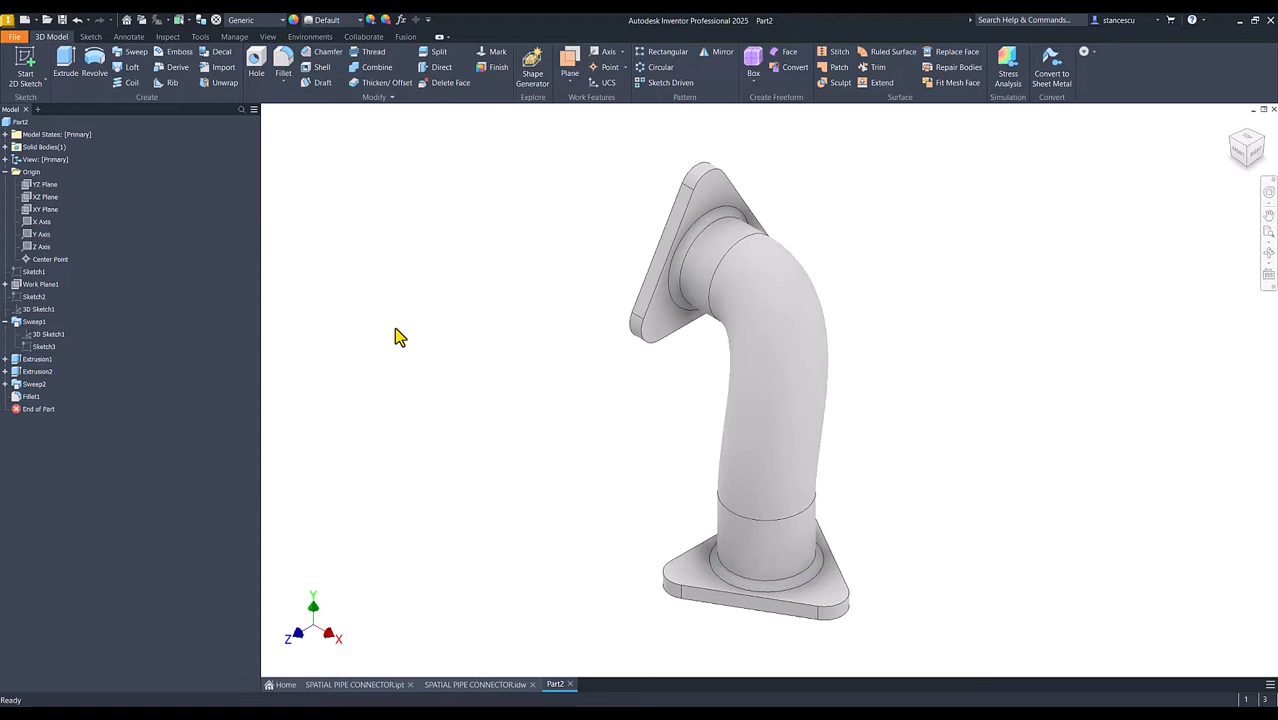 Generic
Default
Autodesk Inventor Professional 2025 Part2
Search Help & Commands...
stancescu
File
3D Model
Sketch
Annotate
Inspect
Tools
Manage
View
Environments
Collaborate
Fusion
Start
2D Sketch
Sketch
Extrude
Revolve
Sweep
Loft
Coil
Emboss
Derive
Rib
Decal
Import
Unwrap
Create
Hole
Fillet
Chamfer
Shell
Draft
Thread
Combine
Thicken/ Offset
Split
Direct
Delete Face
Modify
Mark
Finish
Shape
Generator
Explore
Plane
Axis
Point
UCS
Work Features
Rectangular
Circular
Sketch Driven
Mirror
Pattern
Box
Face
Convert
Create Freeform
Stitch
Patch
Sculpt
Ruled Surface
Trim
Extend
Replace Face
Repair Bodies
Fit Mesh Face
Surface
Stress
Analysis
Simulation
Convert to
Sheet Metal
Convert
Model
Part2
Model States: [Primary]
Solid Bodies(1)
View: [Primary]
Origin
YZ Plane
XZ Plane
XY Plane
X Axis
Y Axis
Z Axis
Center Point
Sketch1
Work Plane1
Sketch2
3D Sketch1
Sweep1
3D Sketch1
Sketch3
Extrusion1
Extrusion2
Sweep2
Fillet1
End of Part
TOP
FRONT
RIGHT
Y
Z
X
Home
SPATIAL PIPE CONNECTOR.ipt
SPATIAL PIPE CONNECTOR.idw
Part2
Ready
1
3